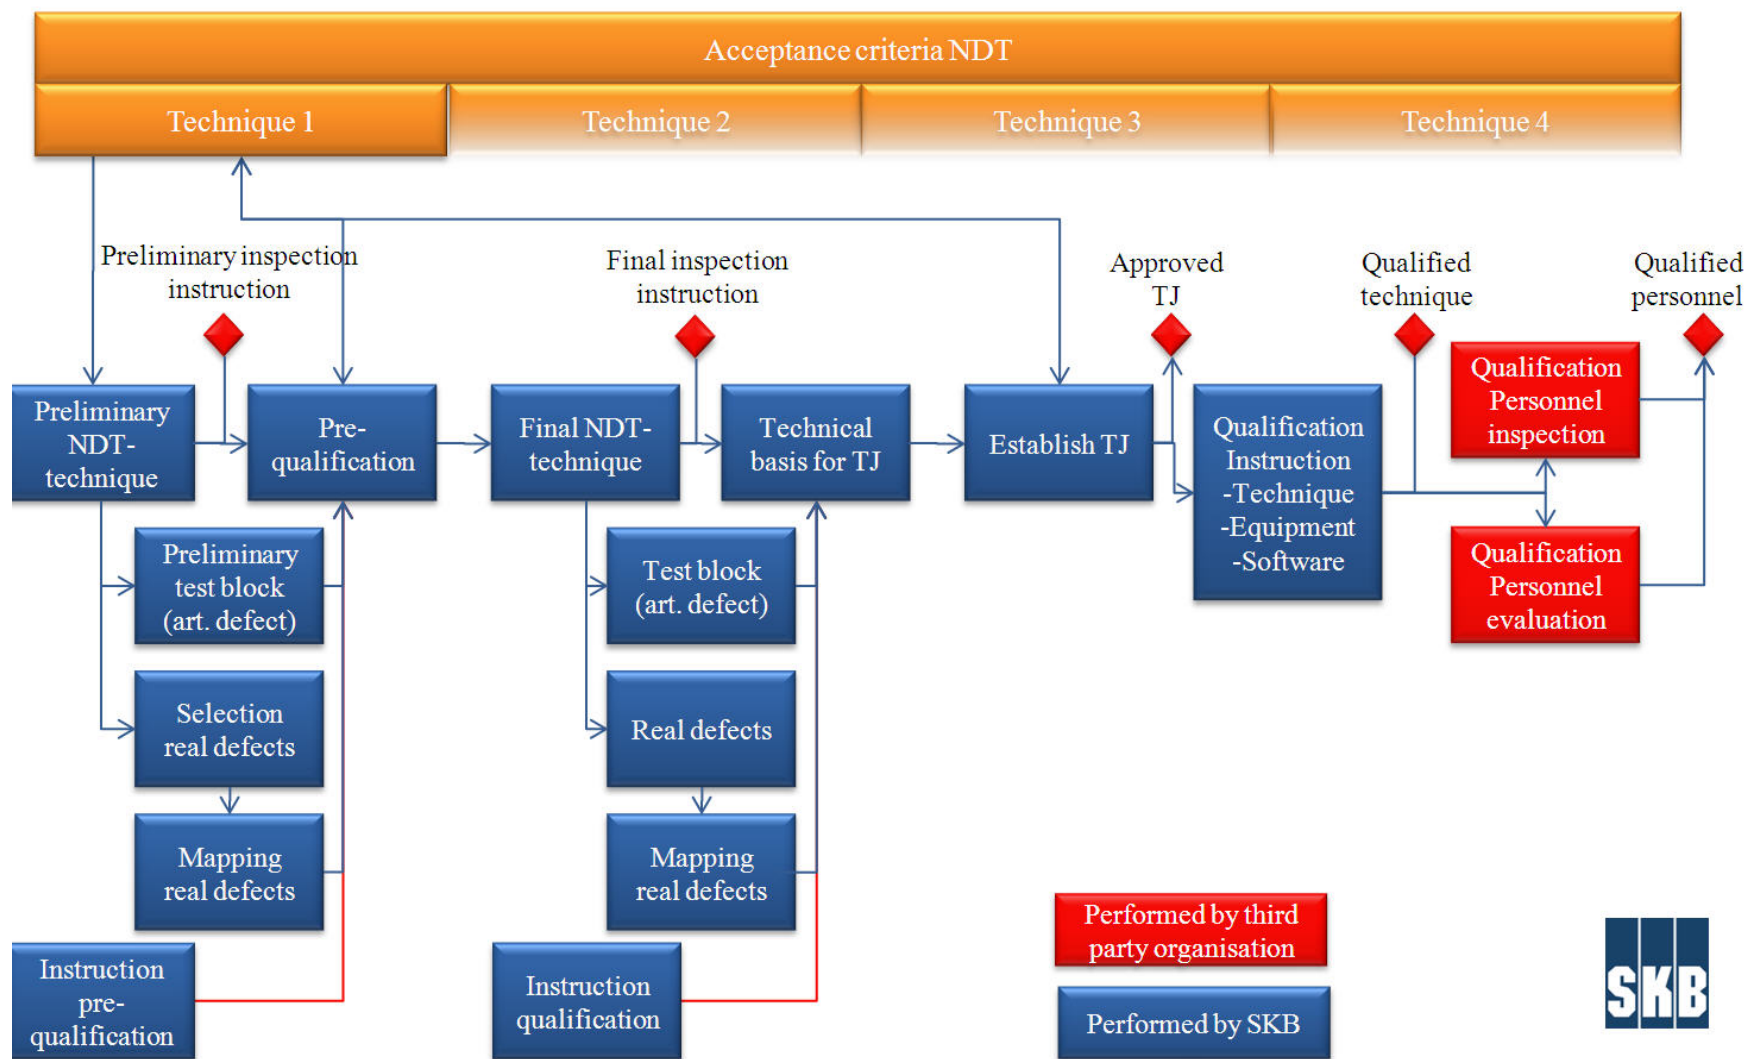 Acceptance criteria NDT
Technique 1
Technique 2
Technique 3
Technique 4
Preliminary inspection
instruction
Final inspection
instruction
Approved
TJ
Qualified
technique
Qualified
personnel
Preliminary
NDT-
technique
Pre-
qualification
Final NDT-
technique
Technical
basis for TJ
Establish TJ
Qualification
Instruction
-Technique
-Equipment
-Software
Qualification
Personnel
inspection
Qualification
Personnel
evaluation
Preliminary
test block
(art. defect)
Test block
(art. defect)
Selection
real defects
Real defects
Mapping
real defects
Mapping
real defects
Instruction
pre-
qualification
Instruction
qualification
Performed by third
party organisation
Performed by SKB
SKB